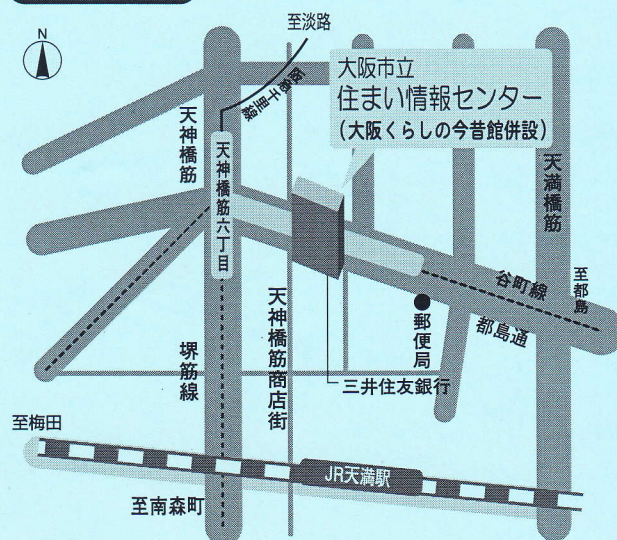 N
至淡路
阪急千里線
大阪市立
住まい情報センター
(大阪くらしの今昔館併設)
天神橋筋
天神橋筋六丁目
天満橋筋
谷町線
至都島
都島通
郵便局
天神橋筋商店街
堺筋線
三井住友銀行
至梅田
JR天満駅
至南森町